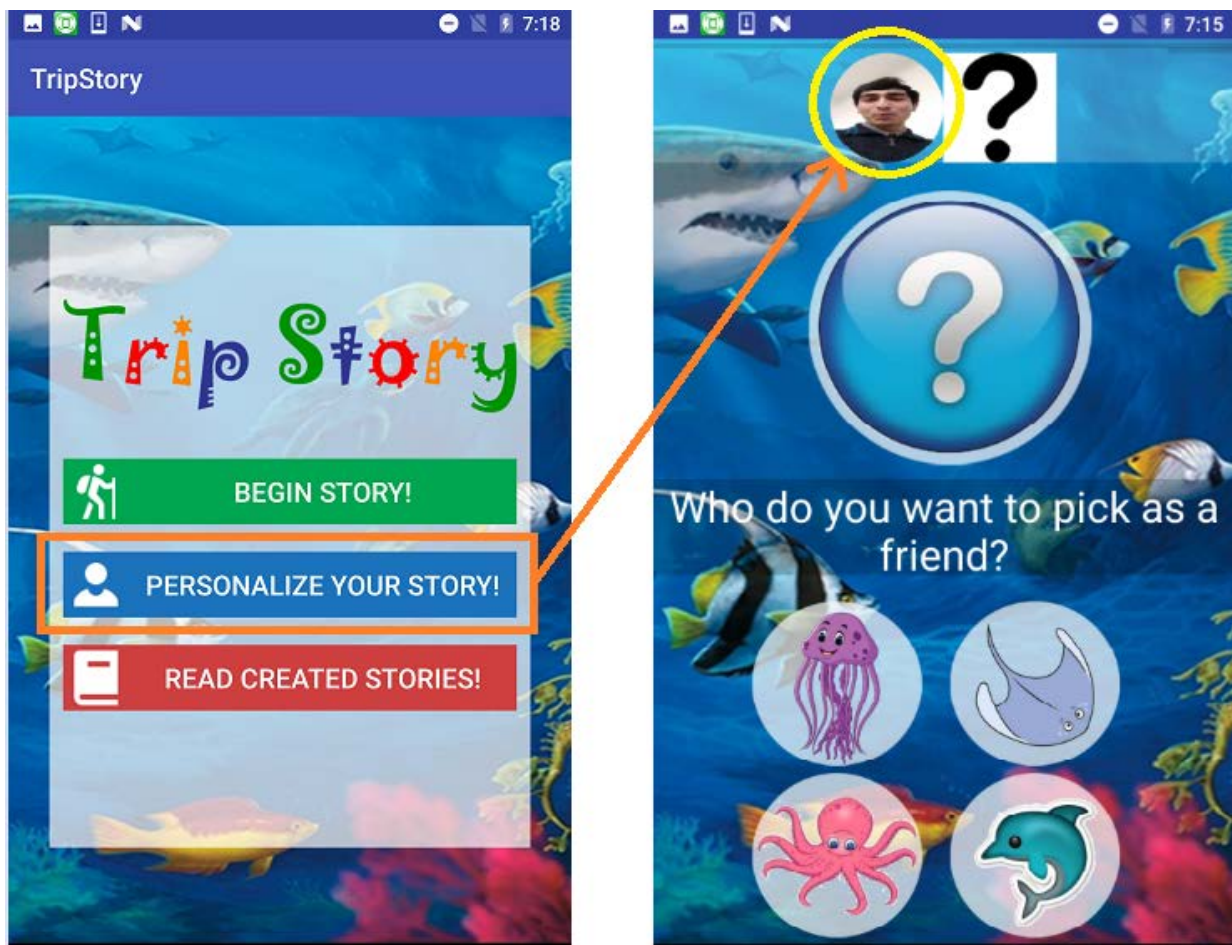 7:18
TripStory
Trip Story
BEGIN STORY!
PERSONALIZE YOUR STORY!
READ CREATED STORIES!
7:15
?
?
Who do you want to pick as a
friend?